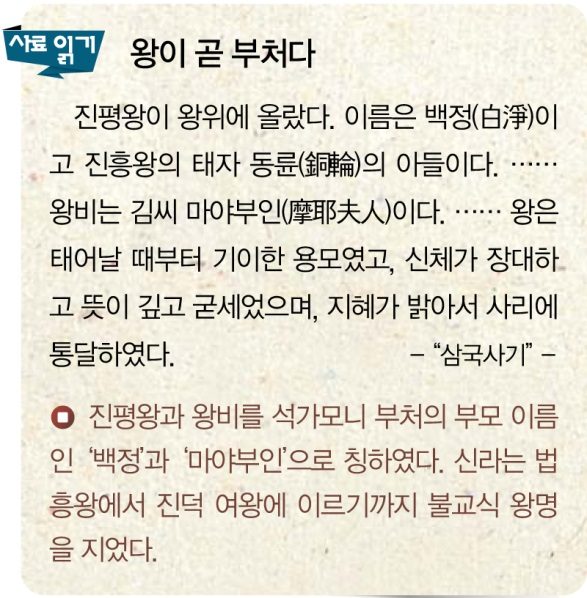 사료 읽기
왕이 곧 부처다
진평왕이 왕위에 올랐다. 이름은 백정(白淨)이
고 진흥왕의 태자 동륜(銅輪)의 아들이다. ……
왕비는 김씨 마야부인(摩耶夫人)이다. …… 왕은
태어날 때부터 기이한 용모였고, 신체가 장대하
고 뜻이 깊고 굳세었으며, 지혜가 밝아서 사리에
통달하였다. – “삼국사기” –
진평왕과 왕비를 석가모니 부처의 부모 이름
인 ‘백정’과 ‘마야부인’으로 칭하였다. 신라는 법
흥왕에서 진덕 여왕에 이르기까지 불교식 왕명
을 지었다.